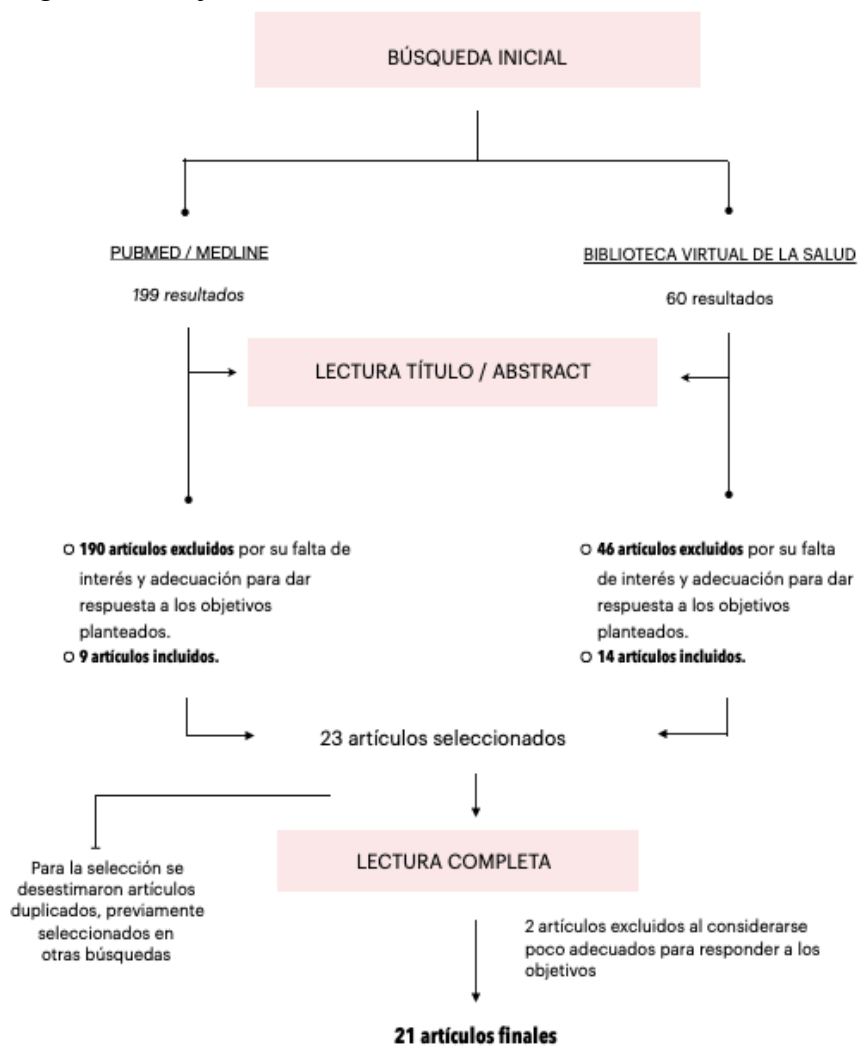 BÚSQUEDA INICIAL
PUBMED / MEDLINE
199 resultados
BIBLIOTECA VIRTUAL DE LA SALUD
60 resultados
LECTURA TÍTULO / ABSTRACT
190 artículos excluidos por su falta de
interés y adecuación para dar
respuesta a los objetivos
planteados.
9 artículos incluidos.
46 artículos excluidos por su falta
de interés y adecuación para dar
respuesta a los objetivos
planteados.
14 artículos incluidos.
23 artículos seleccionados
Para la selección se
desestimaron artículos
duplicados, previamente
seleccionados en
otras búsquedas
LECTURA COMPLETA
2 artículos excluidos al considerarse
poco adecuados para responder a los
objetivos
21 artículos finales